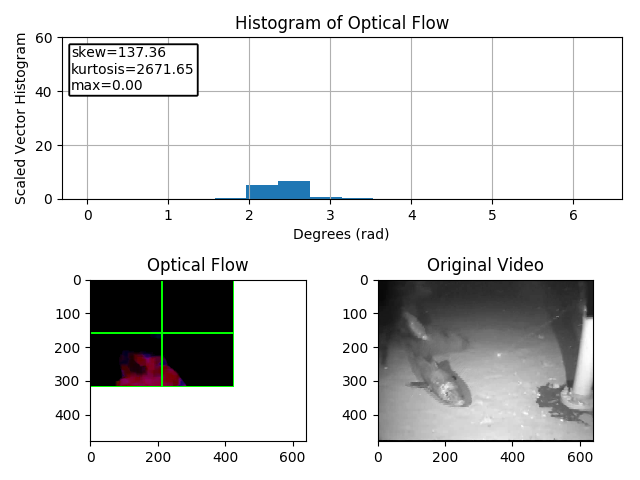 Histogram of Optical Flow
Scaled Vector Histogram
60
40
20
0
skew=137.36
kurtosis=2671.65
max=0.00
0 1 2 3 4 5 6
Degrees (rad)
Optical Flow
0
100
200
300
400
0 200 400 600
Original Video
0
100
200
300
400
0 200 400 600